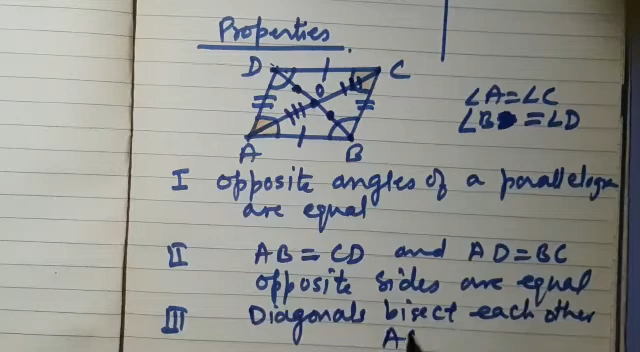 Properties
D C
O
A B
∠A=∠C
∠B=∠D
I opposite angles of a parallelogram
are equal
II AB = CD and AD=BC
opposite sides are equal
III Diagonals bisect each other